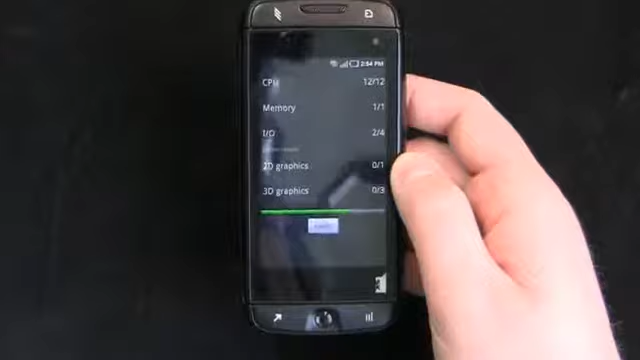 2:54 PM
CPU 12/12
Memory 1/1
I/O 2/4
2D graphics 0/1
3D graphics 0/3